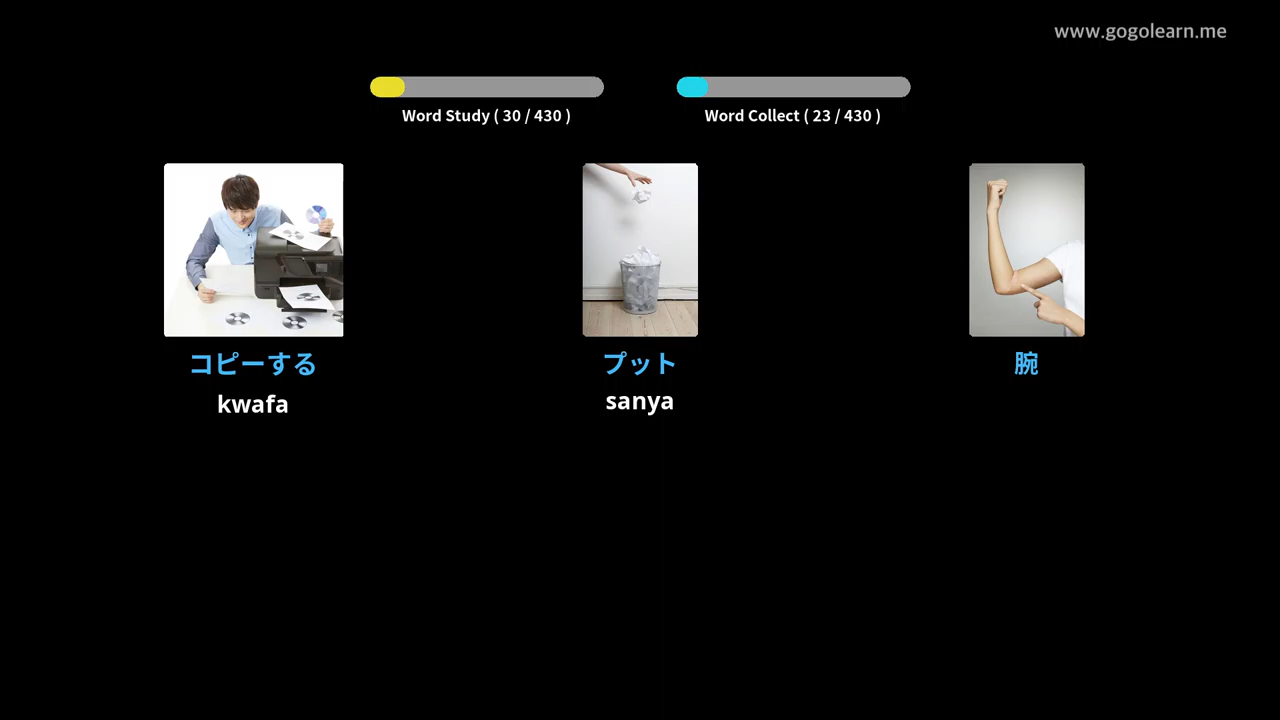 www.gogolearn.me
Word Study ( 30 / 430 )
Word Collect ( 23 / 430 )
コピーする
プット
腕
kwafa
sanya